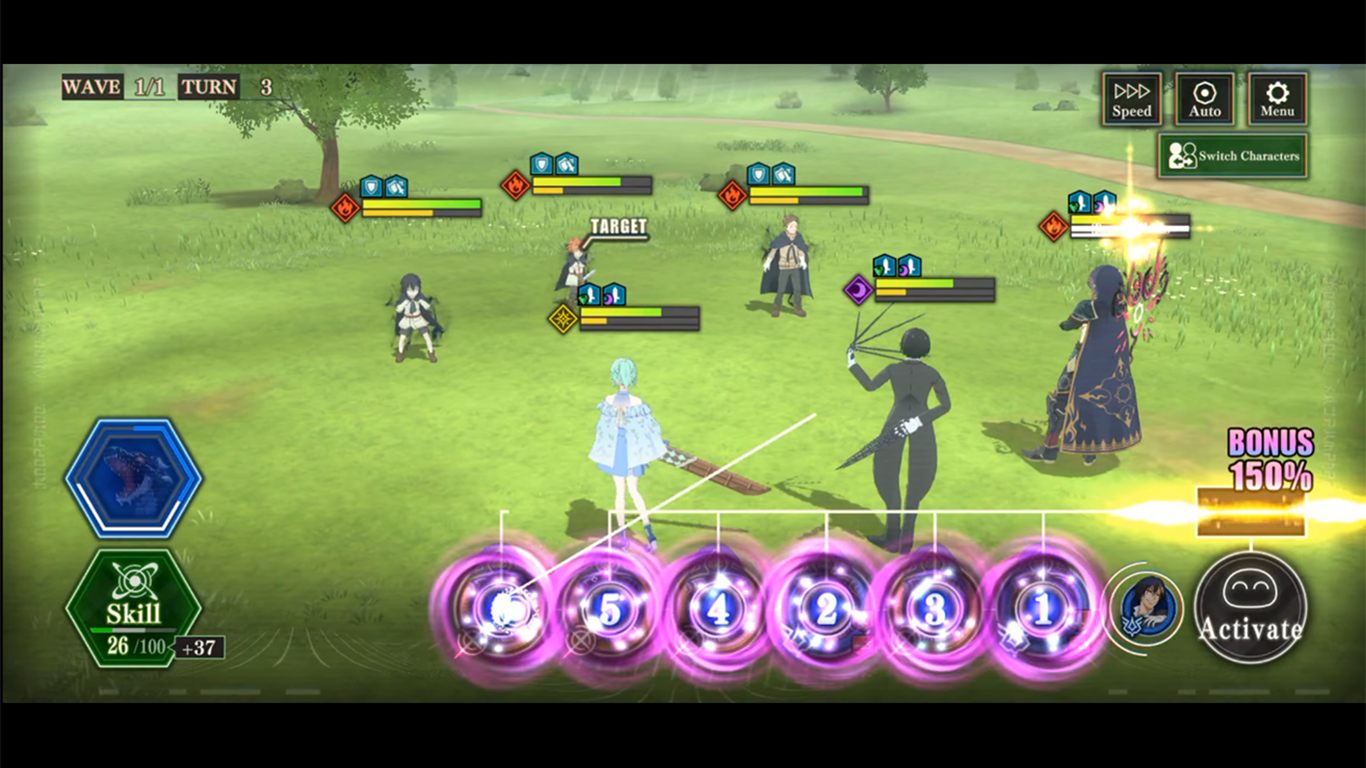 WAVE 1/1 TURN 3
Speed
Auto
Menu
Switch Characters
TARGET
BONUS
150%
Skill
26/100
+37
6 5 4 2 3 1
Activate